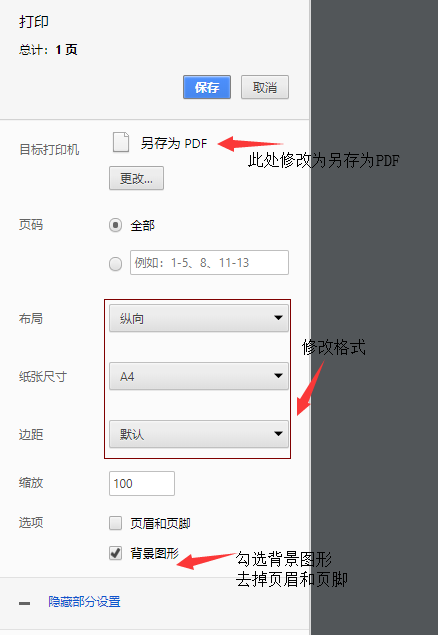 打印
总计：1 页
保存
取消
目标打印机
另存为 PDF
此处修改为另存为PDF
更改...
页码
全部
例如：1-5、8、11-13
布局
纵向
修改格式
纸张尺寸
A4
边距
默认
缩放
100
选项
页眉和页脚
背景图形
勾选背景图形
去掉页眉和页脚
隐藏部分设置